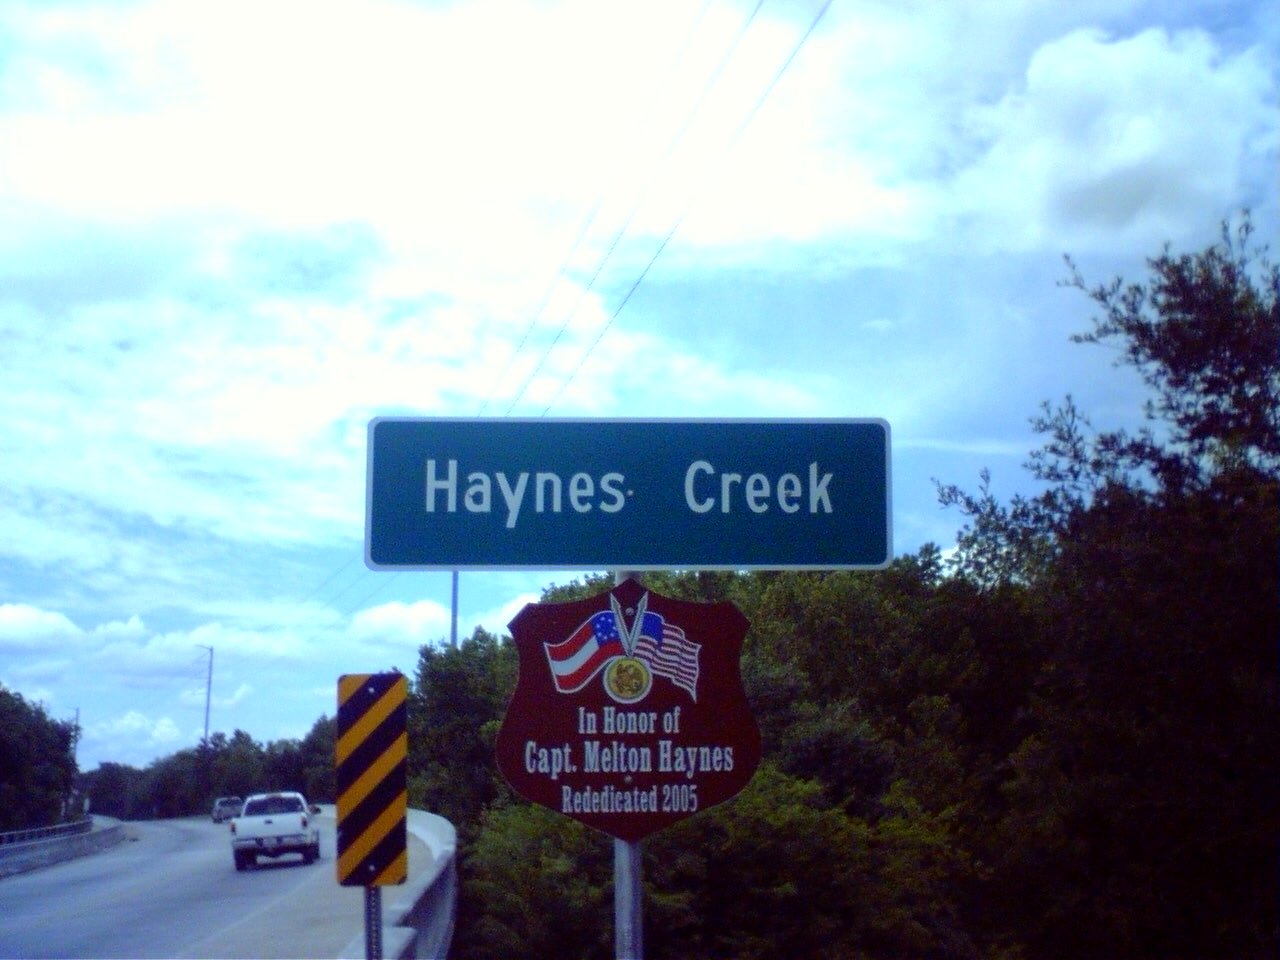 Haynes Creek
In Honor of
Capt. Melton Haynes
Rededicated 2005